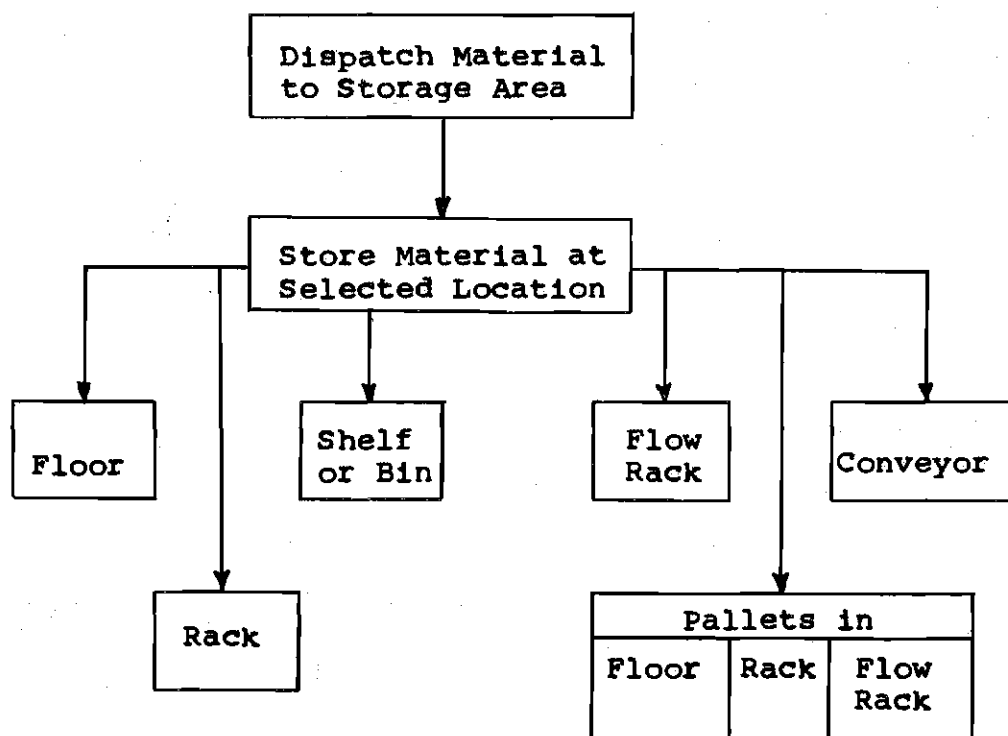 Dispatch Material
to Storage Area
Store Material at
Selected Location
Floor
Shelf
or Bin
Flow
Rack
Conveyor
Rack
Pallets in
Floor
Rack
Flow
Rack